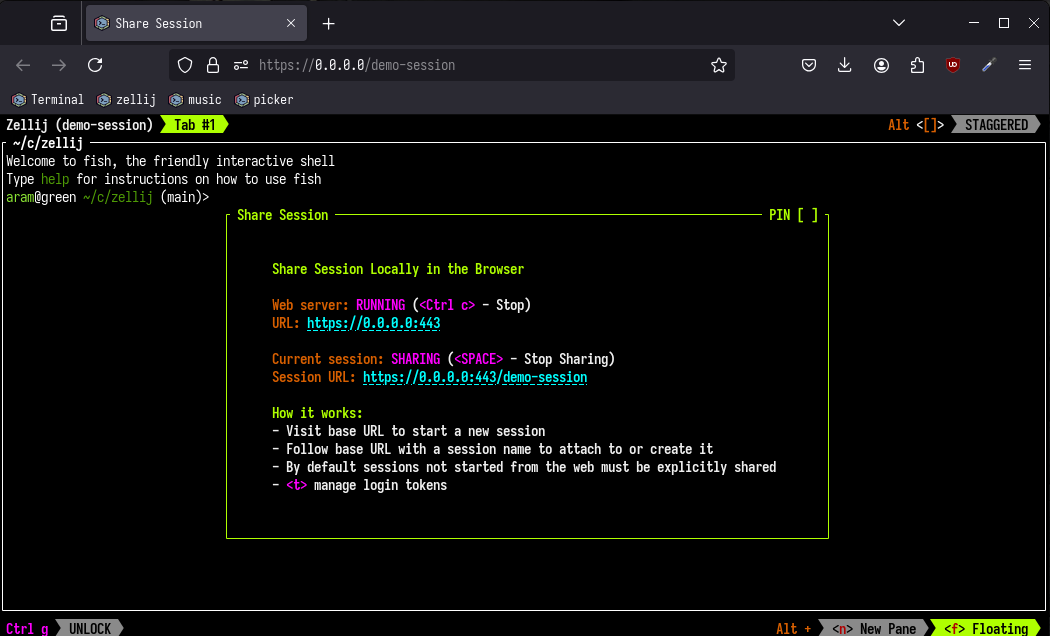 Share Session
https://0.0.0.0/demo-session
Terminal zellij music picker
Zellij (demo-session) Tab #1 Alt <[]> STAGGERED
~/c/zellij
Welcome to fish, the friendly interactive shell
Type help for instructions on how to use fish
aram@green ~/c/zellij (main)>
Share Session PIN [ ]
Share Session Locally in the Browser
Web server: RUNNING (<Ctrl c> - Stop)
URL: https://0.0.0.0:443
Current session: SHARING (<SPACE> - Stop Sharing)
Session URL: https://0.0.0.0:443/demo-session
How it works:
- Visit base URL to start a new session
- Follow base URL with a session name to attach to or create it
- By default sessions not started from the web must be explicitly shared
- <t> manage login tokens
Ctrl g UNLOCK Alt + <n> New Pane <f> Floating